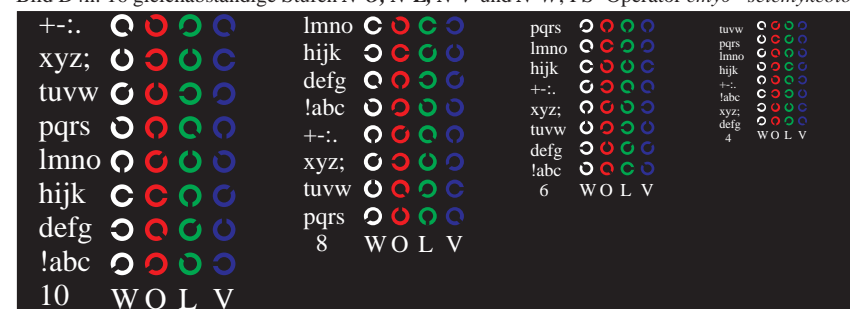 +-:.
xyz;
tuvw
pqrs
lmno
hijk
defg
!abc
10 W O L V
lmno
hijk
defg
!abc
+-:.
xyz;
tuvw
pqrs
8 W O L V
pqrs
lmno
hijk
+-:.
xyz;
tuvw
defg
!abc
6 W O L V
tuvw
pqrs
lmno
hijk
+-:.
!abc
xyz;
defg
4 W O L V